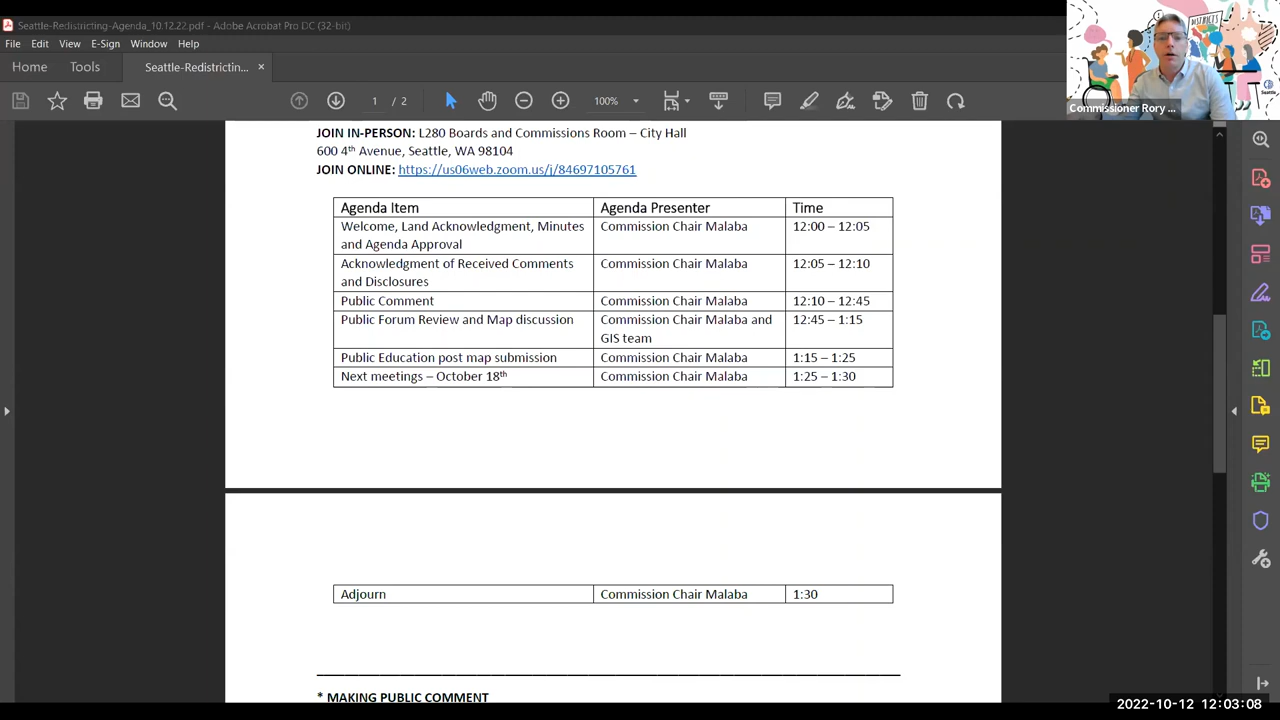 Seattle-Redistricting-Agenda_10.12.22.pdf - Adobe Acrobat Pro DC (32-bit)
File Edit View E-Sign Window Help
Home Tools Seattle-Redistrictin... ×
1 / 2 100%
DISTRICTS
Seattle
Commissioner Rory ...
JOIN IN-PERSON: L280 Boards and Commissions Room – City Hall
600 4th Avenue, Seattle, WA 98104
JOIN ONLINE: https://us06web.zoom.us/j/84697105761
Agenda Item Agenda Presenter Time
Welcome, Land Acknowledgment, Minutes Commission Chair Malaba 12:00 – 12:05
and Agenda Approval
Acknowledgment of Received Comments Commission Chair Malaba 12:05 – 12:10
and Disclosures
Public Comment Commission Chair Malaba 12:10 – 12:45
Public Forum Review and Map discussion Commission Chair Malaba and 12:45 – 1:15
GIS team
Public Education post map submission Commission Chair Malaba 1:15 – 1:25
Next meetings – October 18th Commission Chair Malaba 1:25 – 1:30
Adjourn Commission Chair Malaba 1:30
* MAKING PUBLIC COMMENT
2022-10-12 12:03:08